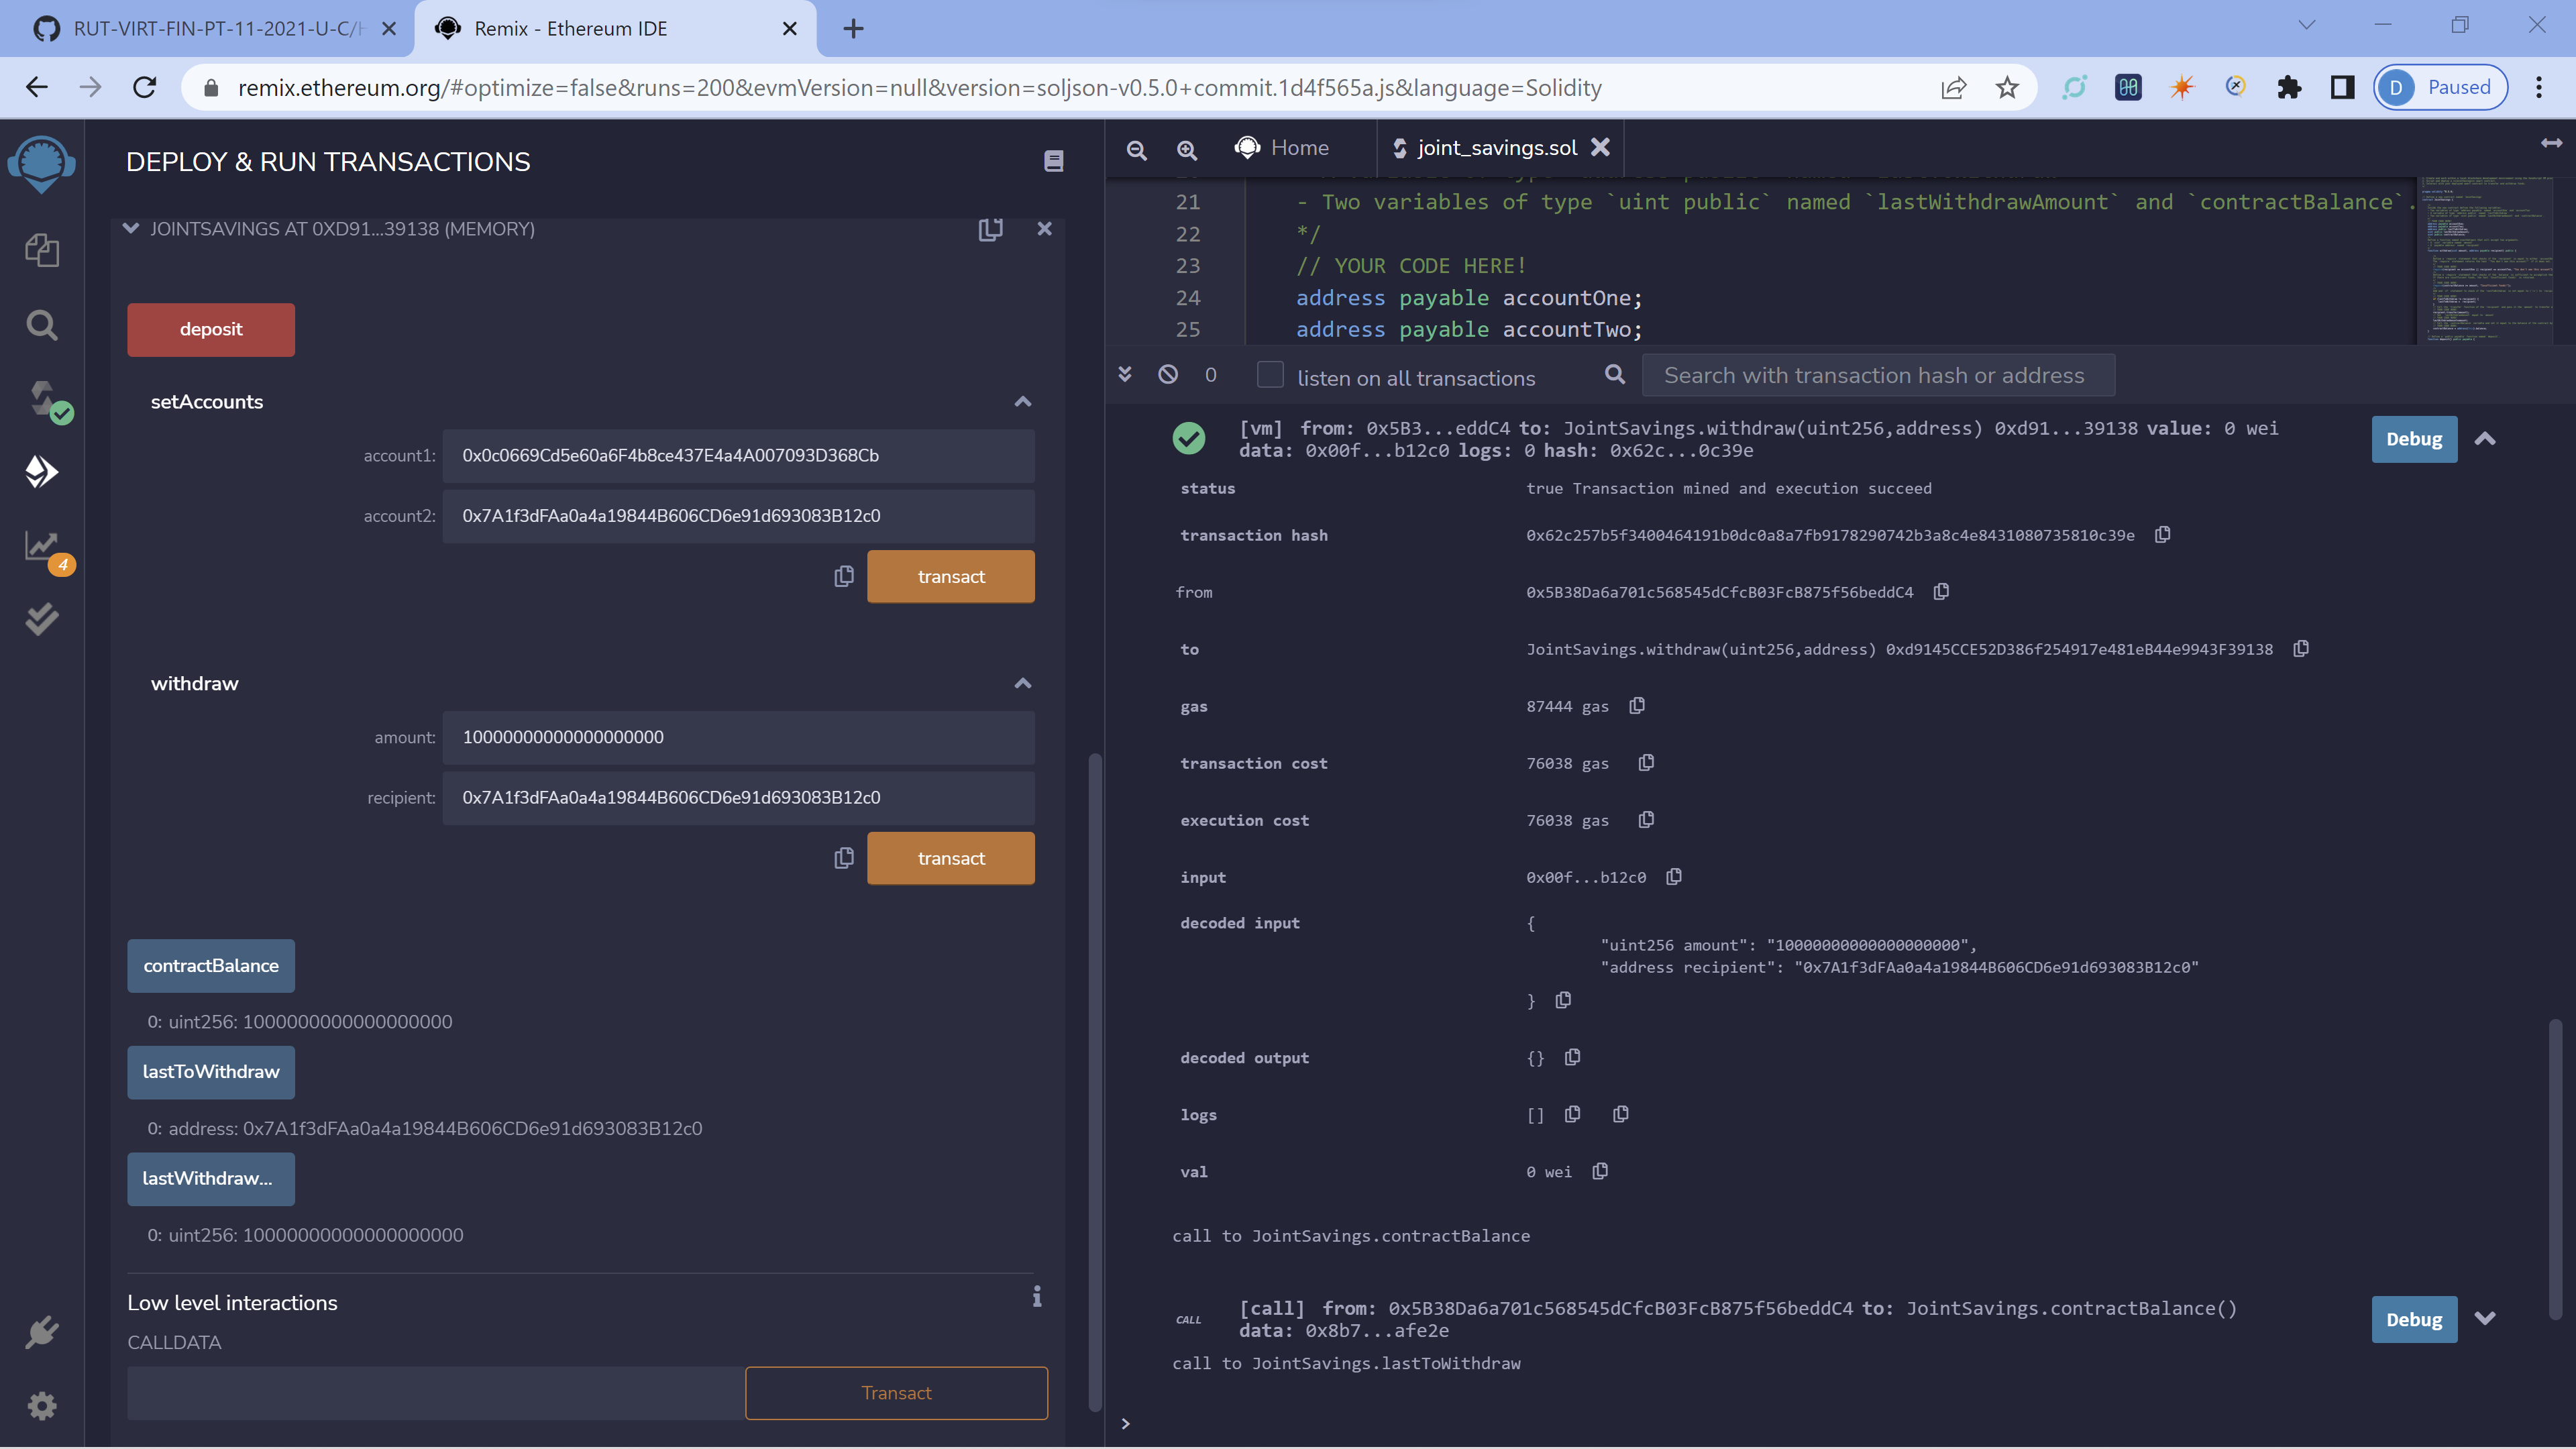 RUT-VIRT-FIN-PT-11-2021-U-C/
Remix - Ethereum IDE
remix.ethereum.org/#optimize=false&runs=200&evmVersion=null&version=soljson-v0.5.0+commit.1d4f565a.js&language=Solidity
D Paused
DEPLOY & RUN TRANSACTIONS
JOINTSAVINGS AT 0XD91...39138 (MEMORY)
deposit
setAccounts
account1: 0x0c0669Cd5e60a6F4b8ce437E4a4A007093D368Cb
account2: 0x7A1f3dFAa0a4a19844B606CD6e91d693083B12c0
transact
withdraw
amount: 10000000000000000000
recipient: 0x7A1f3dFAa0a4a19844B606CD6e91d693083B12c0
transact
contractBalance
0: uint256: 1000000000000000000
lastToWithdraw
0: address: 0x7A1f3dFAa0a4a19844B606CD6e91d693083B12c0
lastWithdraw...
0: uint256: 10000000000000000000
Low level interactions
i
CALLDATA
Transact
4
Home
joint_savings.sol
21 - Two variables of type `uint public` named `lastWithdrawAmount` and `contractBalance`.
22 */
23 // YOUR CODE HERE!
24 address payable accountOne;
25 address payable accountTwo;
0
listen on all transactions
Search with transaction hash or address
[vm] from: 0x5B3...eddC4 to: JointSavings.withdraw(uint256,address) 0xd91...39138 value: 0 wei
data: 0x00f...b12c0 logs: 0 hash: 0x62c...0c39e
Debug
status true Transaction mined and execution succeed
transaction hash 0x62c257b5f3400464191b0dc0a8a7fb9178290742b3a8c4e8431080735810c39e
from 0x5B38Da6a701c568545dCfcB03FcB875f56beddC4
to JointSavings.withdraw(uint256,address) 0xd9145CCE52D386f254917e481eB44e9943F39138
gas 87444 gas
transaction cost 76038 gas
execution cost 76038 gas
input 0x00f...b12c0
decoded input {
"uint256 amount": "10000000000000000000",
"address recipient": "0x7A1f3dFAa0a4a19844B606CD6e91d693083B12c0"
}
decoded output {}
logs []
val 0 wei
call to JointSavings.contractBalance
CALL [call] from: 0x5B38Da6a701c568545dCfcB03FcB875f56beddC4 to: JointSavings.contractBalance()
data: 0x8b7...afe2e
Debug
call to JointSavings.lastToWithdraw
>